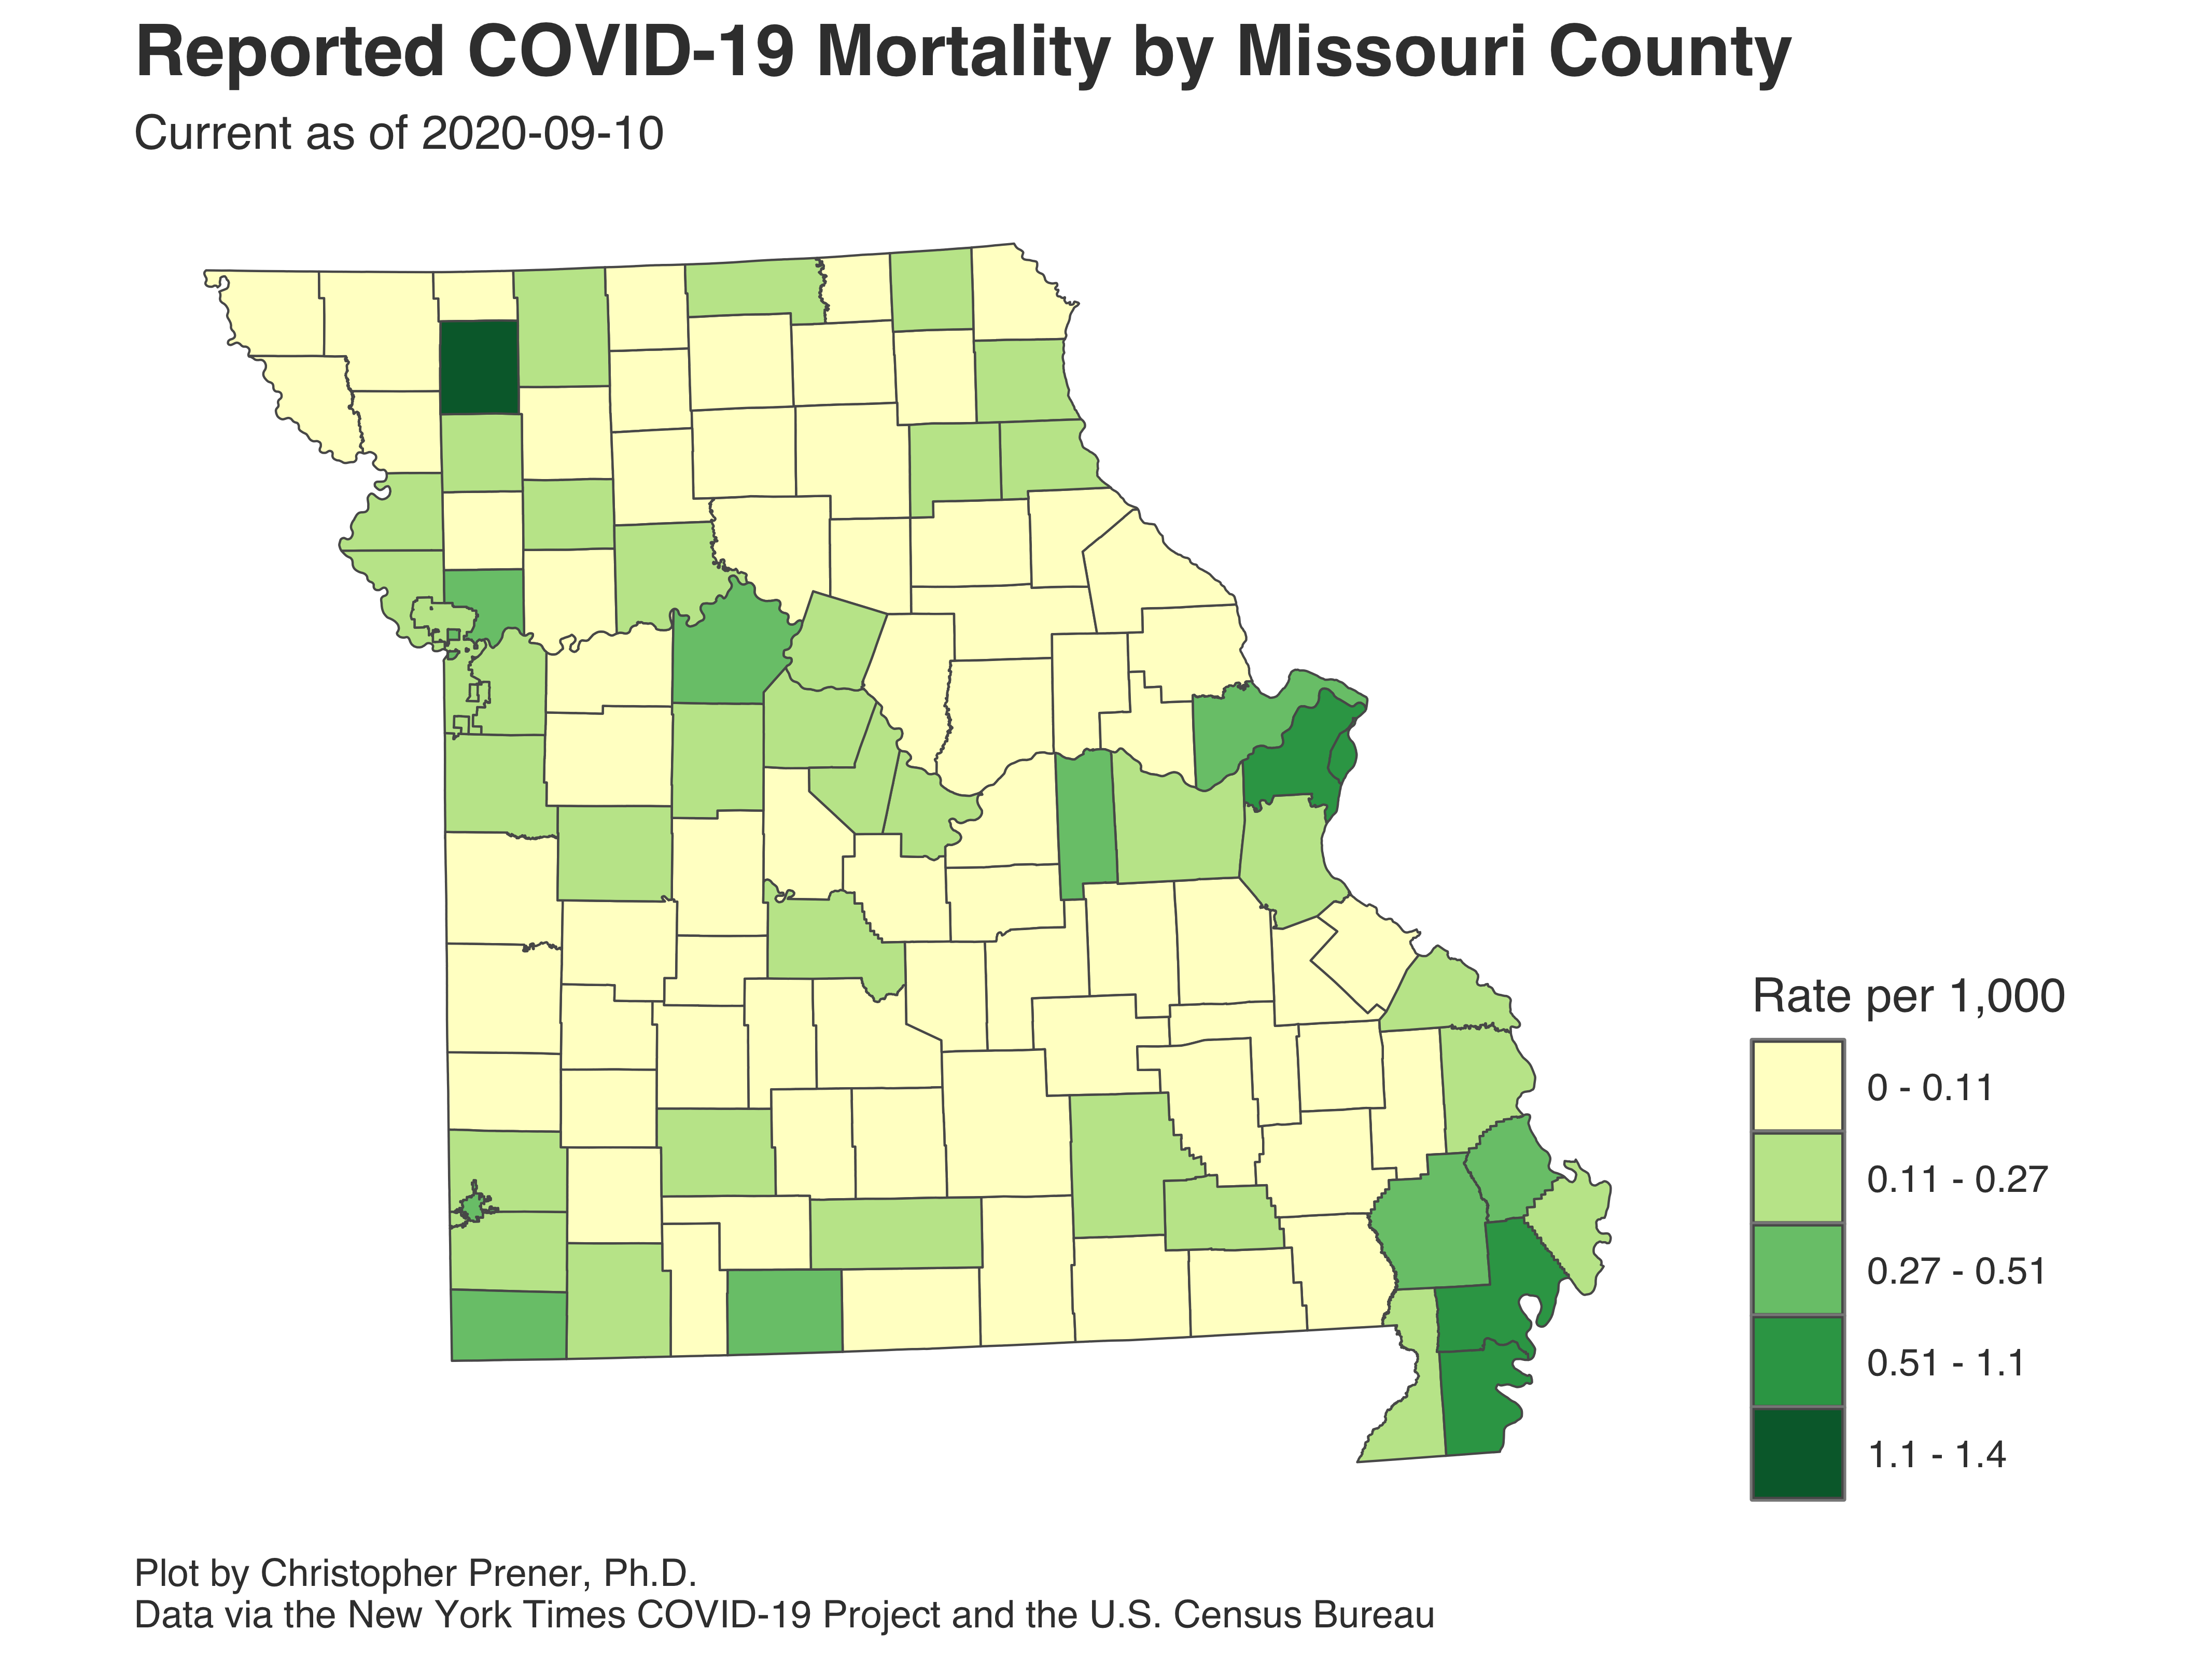 Reported COVID-19 Mortality by Missouri County
Current as of 2020-09-10
Rate per 1,000
0 - 0.11
0.11 - 0.27
0.27 - 0.51
0.51 - 1.1
1.1 - 1.4
Plot by Christopher Prener, Ph.D.
Data via the New York Times COVID-19 Project and the U.S. Census Bureau